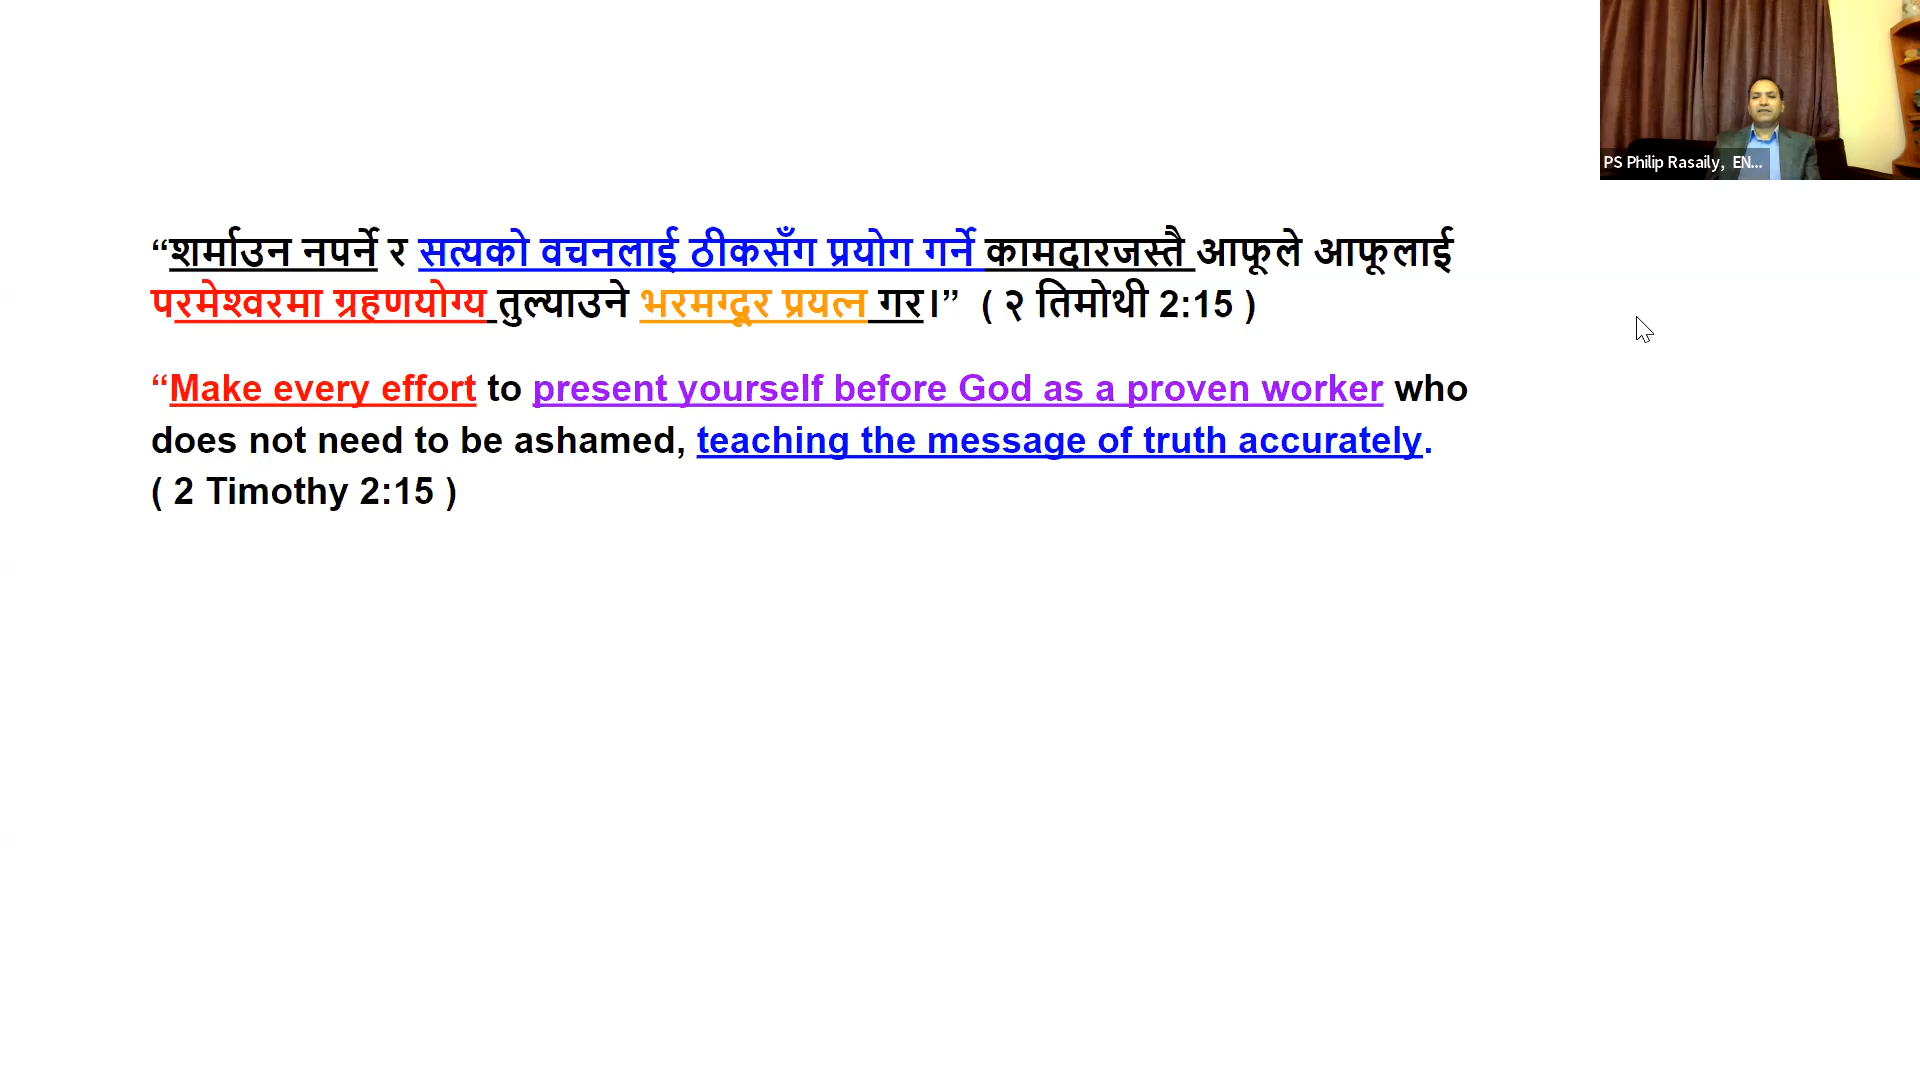 PS Philip Rasaily, EN...
“शर्माउन नपर्ने र सत्यको वचनलाई ठीकसँग प्रयोग गर्ने कामदारजस्तै आफूले आफूलाई
परमेश्वरमा ग्रहणयोग्य तुल्याउने भरमग्दूर प्रयत्न गर।” ( २ तिमोथी 2:15 )
“Make every effort to present yourself before God as a proven worker who
does not need to be ashamed, teaching the message of truth accurately.
( 2 Timothy 2:15 )